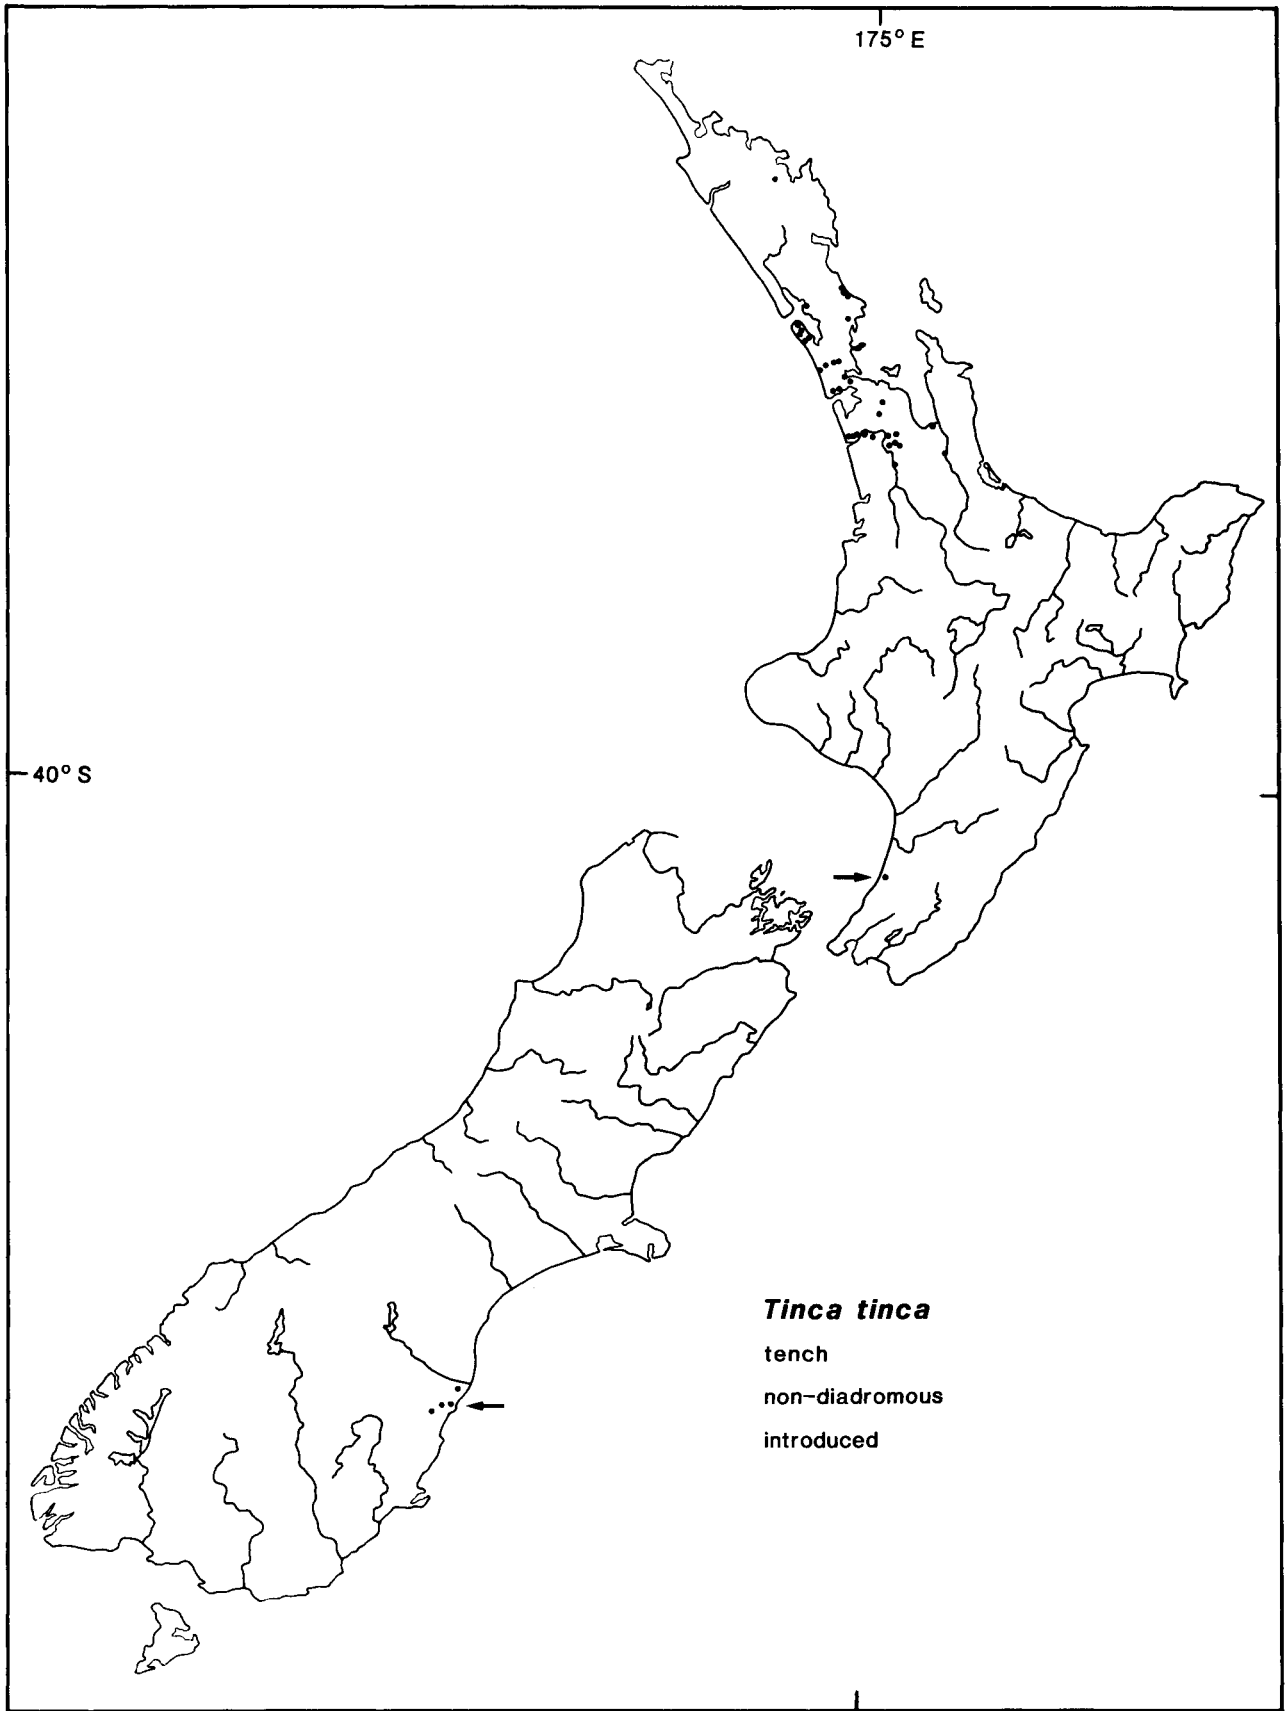 175° E
40° S
Tinca tinca
tench
non-diadromous
introduced